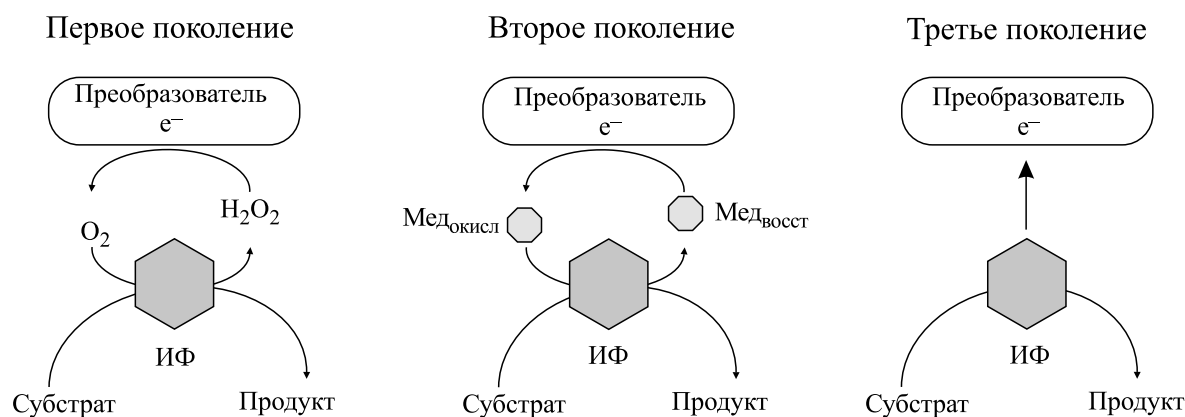 Первое поколение
Преобразователь
e–
O2
H2O2
ИФ
Субстрат
Продукт
Второе поколение
Преобразователь
e–
Медокисл
Медвосст
ИФ
Субстрат
Продукт
Третье поколение
Преобразователь
e–
ИФ
Субстрат
Продукт